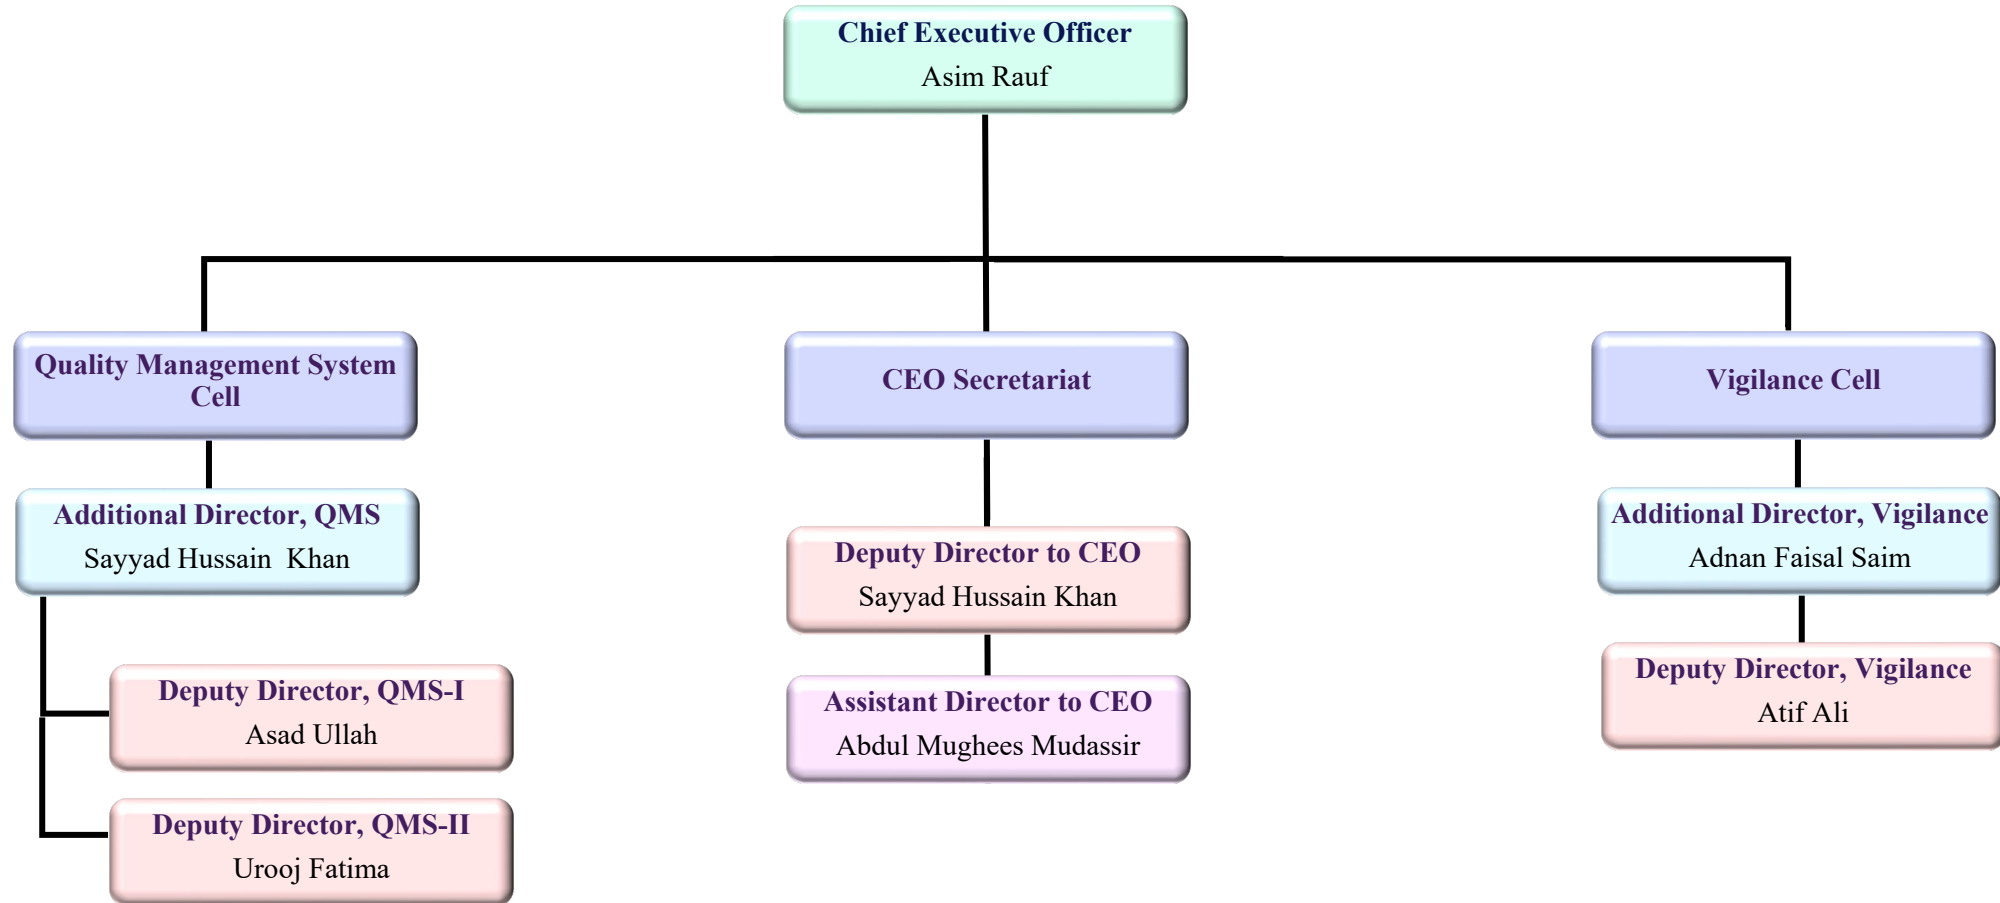 Chief Executive Officer
Asim Rauf
Quality Management System
Cell
CEO Secretariat
Vigilance Cell
Additional Director, QMS
Sayyad Hussain  Khan
Deputy Director to CEO
Sayyad Hussain Khan
Additional Director, Vigilance
Adnan Faisal Saim
Deputy Director, QMS-I
Asad Ullah
Assistant Director to CEO
Abdul Mughees Mudassir
Deputy Director, Vigilance
Atif Ali
Deputy Director, QMS-II
Urooj Fatima